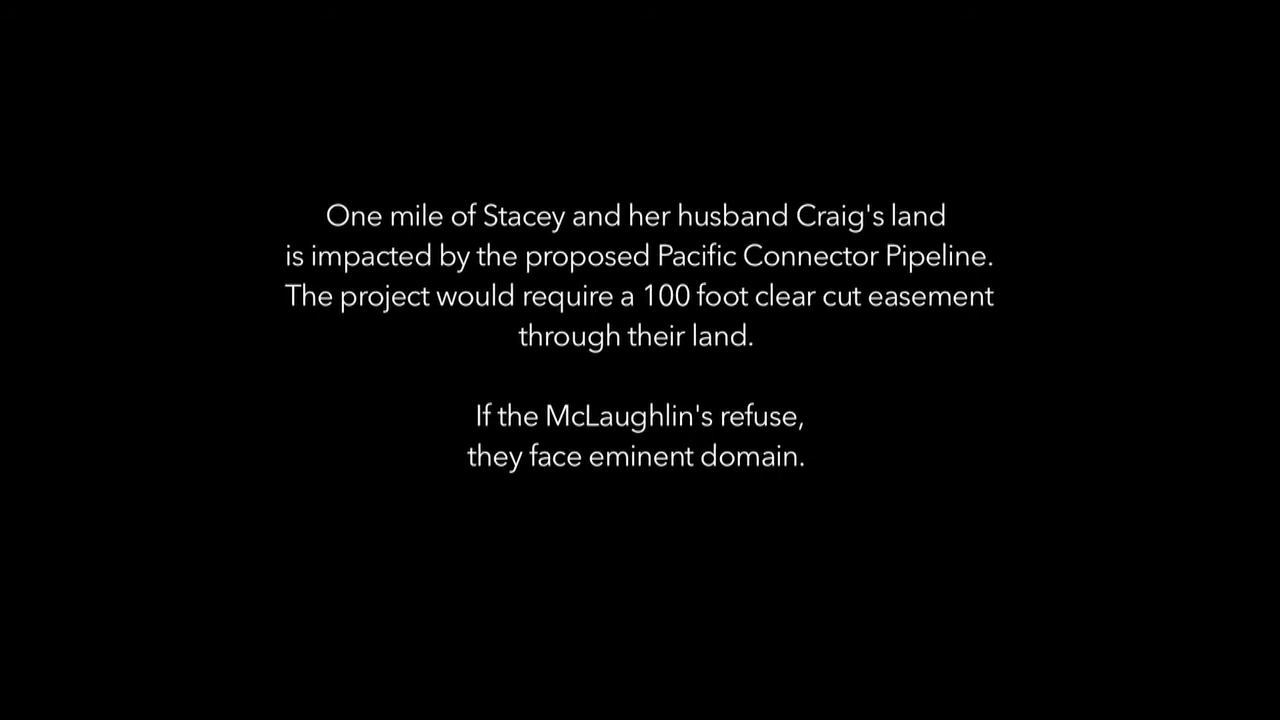 One mile of Stacey and her husband Craig's land
is impacted by the proposed Pacific Connector Pipeline.
The project would require a 100 foot clear cut easement
through their land.
If the McLaughlin's refuse,
they face eminent domain.